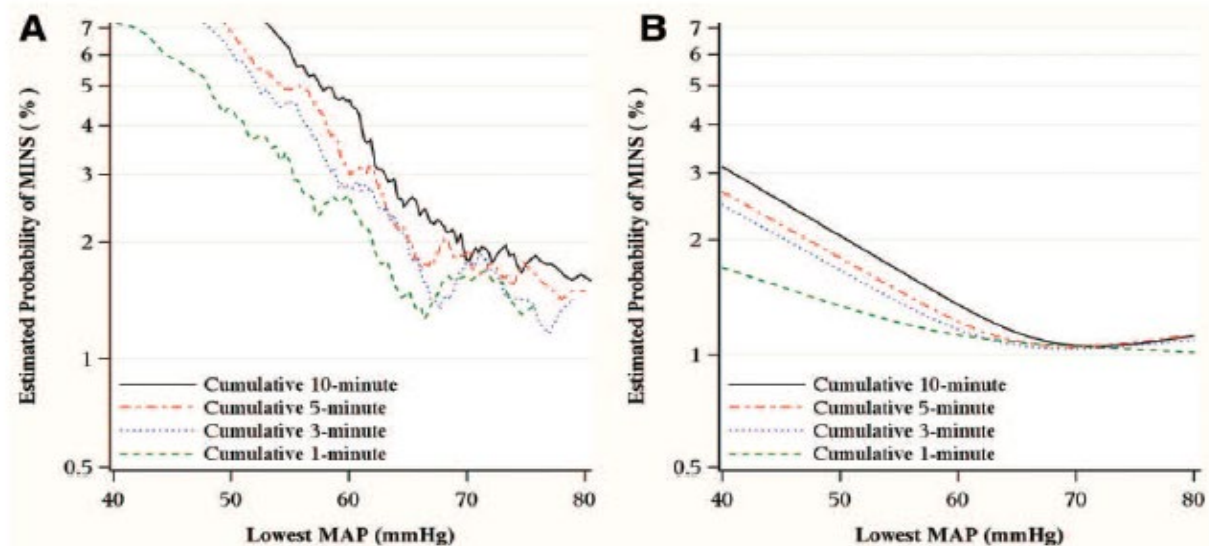 A
Estimated Probability of MINS ( % )
7
6
5
4
3
2
1
0.5
Cumulative 10-minute
Cumulative 5-minute
Cumulative 3-minute
Cumulative 1-minute
40 50 60 70 80
Lowest MAP (mmHg)
B
Estimated Probability of MINS ( % )
7
6
5
4
3
2
1
0.5
Cumulative 10-minute
Cumulative 5-minute
Cumulative 3-minute
Cumulative 1-minute
40 50 60 70 80
Lowest MAP (mmHg)